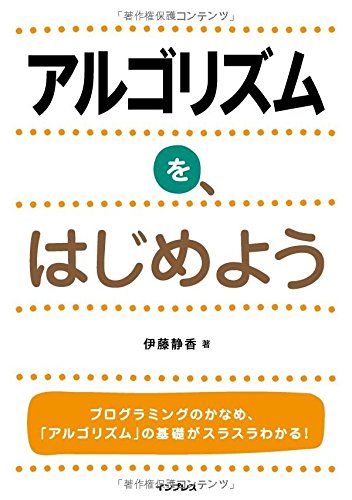 「著作権保護コンテンツ」
アルゴリズム
を、
はじめよう
伊藤静香 著
プログラミングのかなめ、
「アルゴリズム」の基礎がスラスラわかる！
インプレス
「著作権保護コンテンツ」